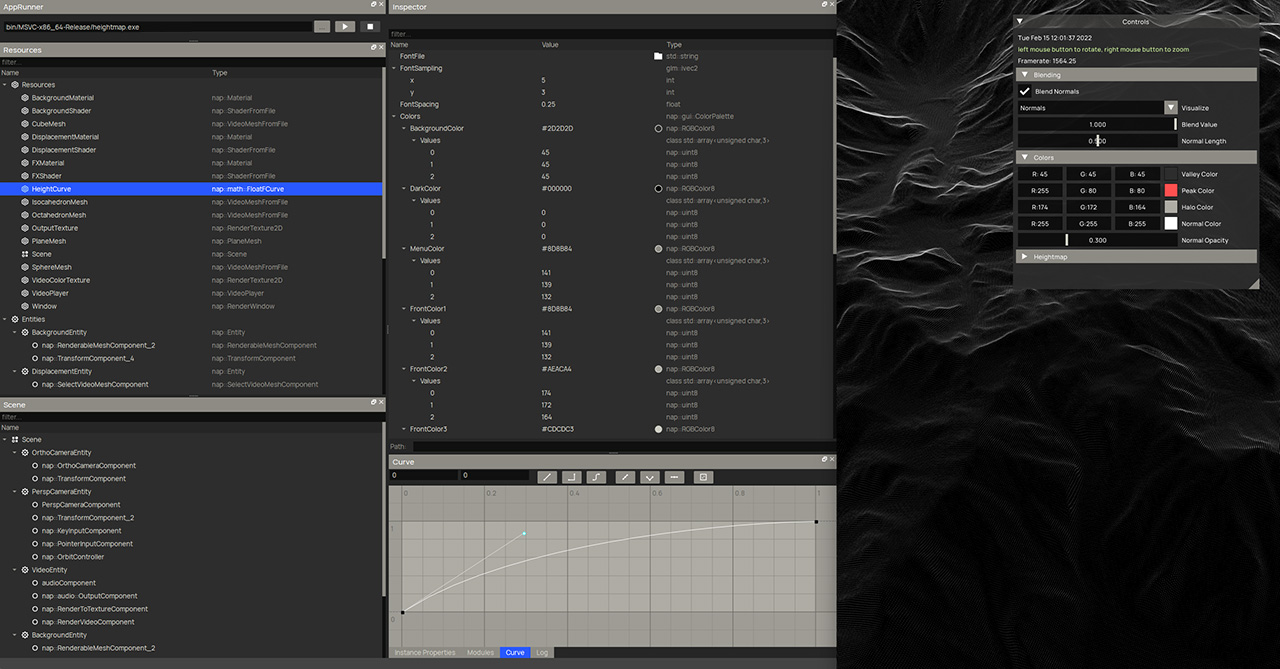 AppRunner
bin/MSVC-x86_64-Release/heightmap.exe
...
Resources
filter...
Name Type
Resources
BackgroundMaterial nap::Material
BackgroundShader nap::ShaderFromFile
CubeMesh nap::VideoMeshFromFile
DisplacementMaterial nap::Material
DisplacementShader nap::ShaderFromFile
FXMaterial nap::Material
FXShader nap::ShaderFromFile
HeightCurve nap::math::FloatFCurve
IsocahedronMesh nap::VideoMeshFromFile
OctahedronMesh nap::VideoMeshFromFile
OutputTexture nap::RenderTexture2D
PlaneMesh nap::PlaneMesh
Scene nap::Scene
SphereMesh nap::VideoMeshFromFile
VideoColorTexture nap::RenderTexture2D
VideoPlayer nap::VideoPlayer
Window nap::RenderWindow
Entities
BackgroundEntity nap::Entity
nap::RenderableMeshComponent_2 nap::RenderableMeshComponent
nap::TransformComponent_4 nap::TransformComponent
DisplacementEntity nap::Entity
nap::SelectVideoMeshComponent nap::SelectVideoMeshComponent
Scene
filter...
Name
Scene
OrthoCameraEntity
nap::OrthoCameraComponent
nap::TransformComponent
PerspCameraEntity
PerspCameraComponent
nap::TransformComponent_2
nap::KeyInputComponent
nap::PointerInputComponent
nap::OrbitController
VideoEntity
audioComponent
nap::audio::OutputComponent
nap::RenderToTextureComponent
nap::RenderVideoComponent
BackgroundEntity
nap::RenderableMeshComponent_2
Inspector
filter...
Name Value Type
FontFile std::string
FontSampling glm::ivec2
x 5 int
y 3 int
FontSpacing 0.25 float
Colors nap::gui::ColorPalette
BackgroundColor #2D2D2D nap::RGBColor8
Values class std::array<unsigned char,3>
0 45 nap::uint8
1 45 nap::uint8
2 45 nap::uint8
DarkColor #000000 nap::RGBColor8
Values class std::array<unsigned char,3>
0 0 nap::uint8
1 0 nap::uint8
2 0 nap::uint8
MenuColor #8D8B84 nap::RGBColor8
Values class std::array<unsigned char,3>
0 141 nap::uint8
1 139 nap::uint8
2 132 nap::uint8
FrontColor1 #8D8B84 nap::RGBColor8
Values class std::array<unsigned char,3>
0 141 nap::uint8
1 139 nap::uint8
2 132 nap::uint8
FrontColor2 #AEACA4 nap::RGBColor8
Values class std::array<unsigned char,3>
0 174 nap::uint8
1 172 nap::uint8
2 164 nap::uint8
FrontColor3 #CDCDC3 nap::RGBColor8
Path:
Curve
0 0
0 0.2 0.4 0.6 0.8 1
1
0
Instance Properties Modules Curve Log
Controls
Tue Feb 15 12:01:37 2022
left mouse button to rotate, right mouse button to zoom
Framerate: 1564.25
Blending
Blend Normals
Normals Visualize
1.000 Blend Value
0.500 Normal Length
Colors
R: 45 G: 45 B: 45 Valley Color
R:255 G: 80 B: 80 Peak Color
R:174 G:172 B:164 Halo Color
R:255 G:255 B:255 Normal Color
0.300 Normal Opacity
Heightmap